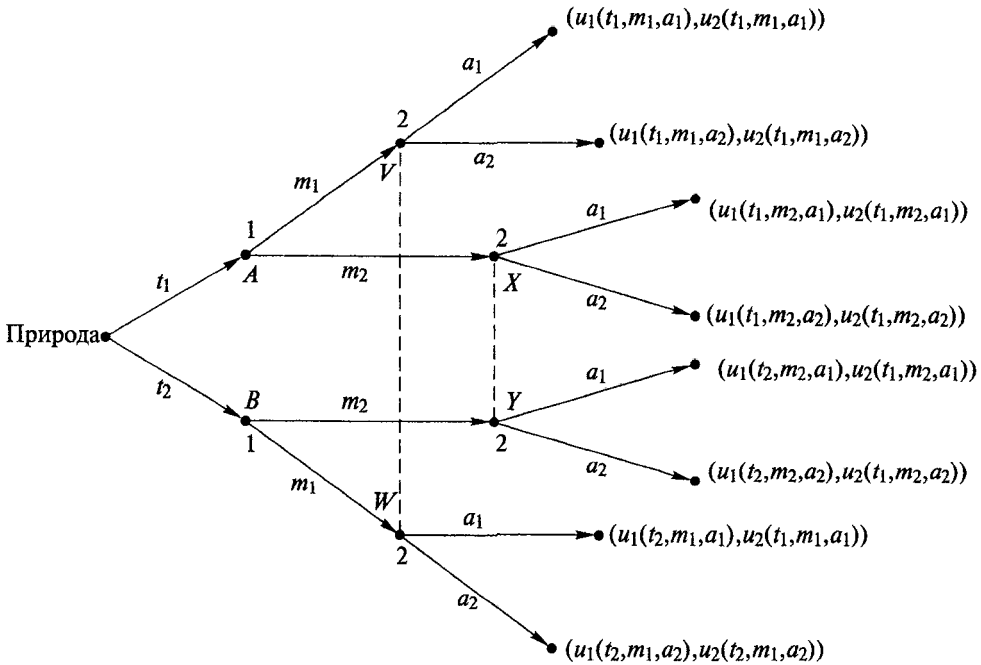 (u₁(t₁,m₁,a₁),u₂(t₁,m₁,a₁))
a₁
2
(u₁(t₁,m₁,a₂),u₂(t₁,m₁,a₂))
a₂
V
m₁
a₁
(u₁(t₁,m₂,a₁),u₂(t₁,m₂,a₁))
1
2
A
m₂
X
t₁
a₂
(u₁(t₁,m₂,a₂),u₂(t₁,m₂,a₂))
Природа
t₂
a₁
(u₁(t₂,m₂,a₁),u₂(t₁,m₂,a₁))
B
m₂
Y
1
2
a₂
(u₁(t₂,m₂,a₂),u₂(t₁,m₂,a₂))
m₁
W
a₁
(u₁(t₂,m₁,a₁),u₂(t₁,m₁,a₁))
2
a₂
(u₁(t₂,m₁,a₂),u₂(t₂,m₁,a₂))